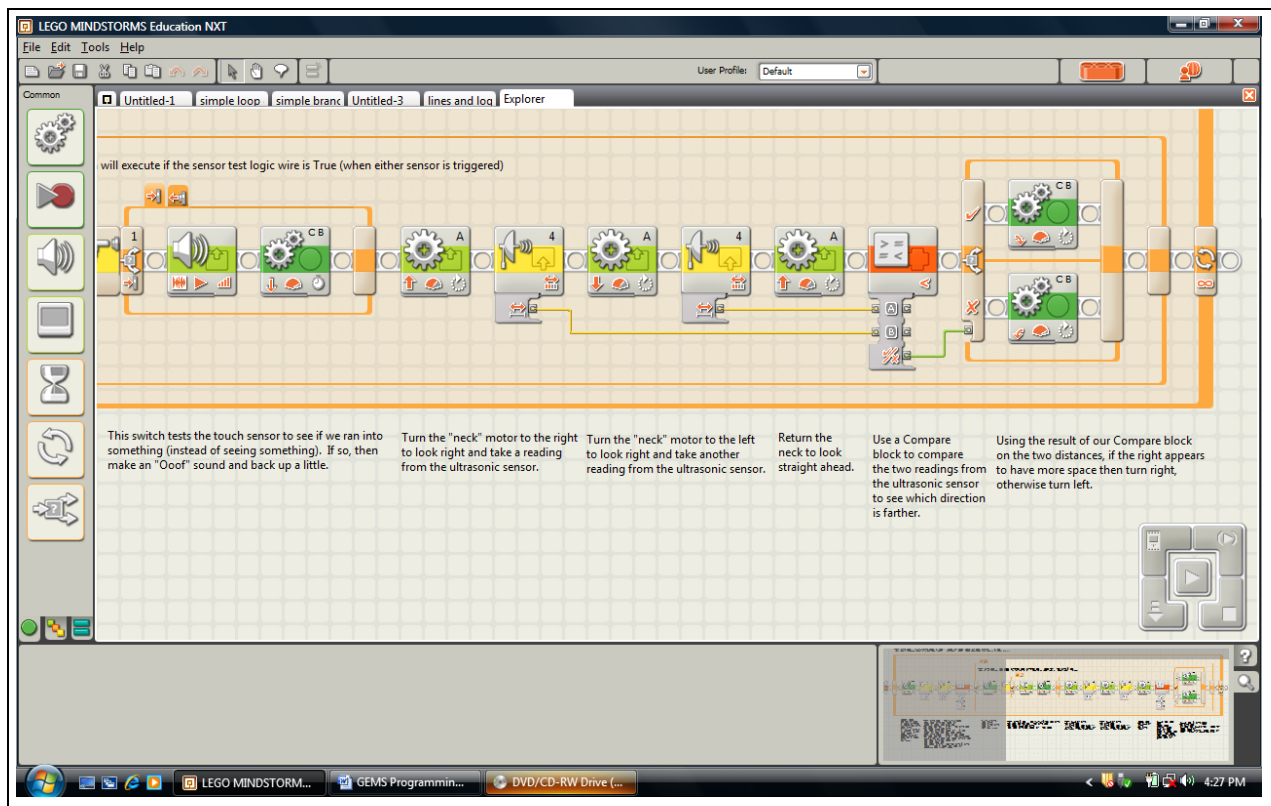 LEGO MINDSTORMS Education NXT
File Edit Tools Help
User Profile: Default
Common
Untitled-1 simple loop simple branc Untitled-3 lines and log Explorer
will execute if the sensor test logic wire is True (when either sensor is triggered)
C B
1 C B A 4 A 4 A
> =
= <
<
A
B
C B
∞
This switch tests the touch sensor to see if we ran into
something (instead of seeing something). If so, then
make an "Ooof" sound and back up a little.
Turn the "neck" motor to the right
to look right and take a reading
from the ultrasonic sensor.
Turn the "neck" motor to the left
to look right and take another
reading from the ultrasonic sensor.
Return the
neck to look
straight ahead.
Use a Compare
block to compare
the two readings from
the ultrasonic sensor
to see which direction
is farther.
Using the result of our Compare block
on the two distances, if the right appears
to have more space then turn right,
otherwise turn left.
?
LEGO MINDSTORM... GEMS Programmin... DVD/CD-RW Drive (... < 4:27 PM